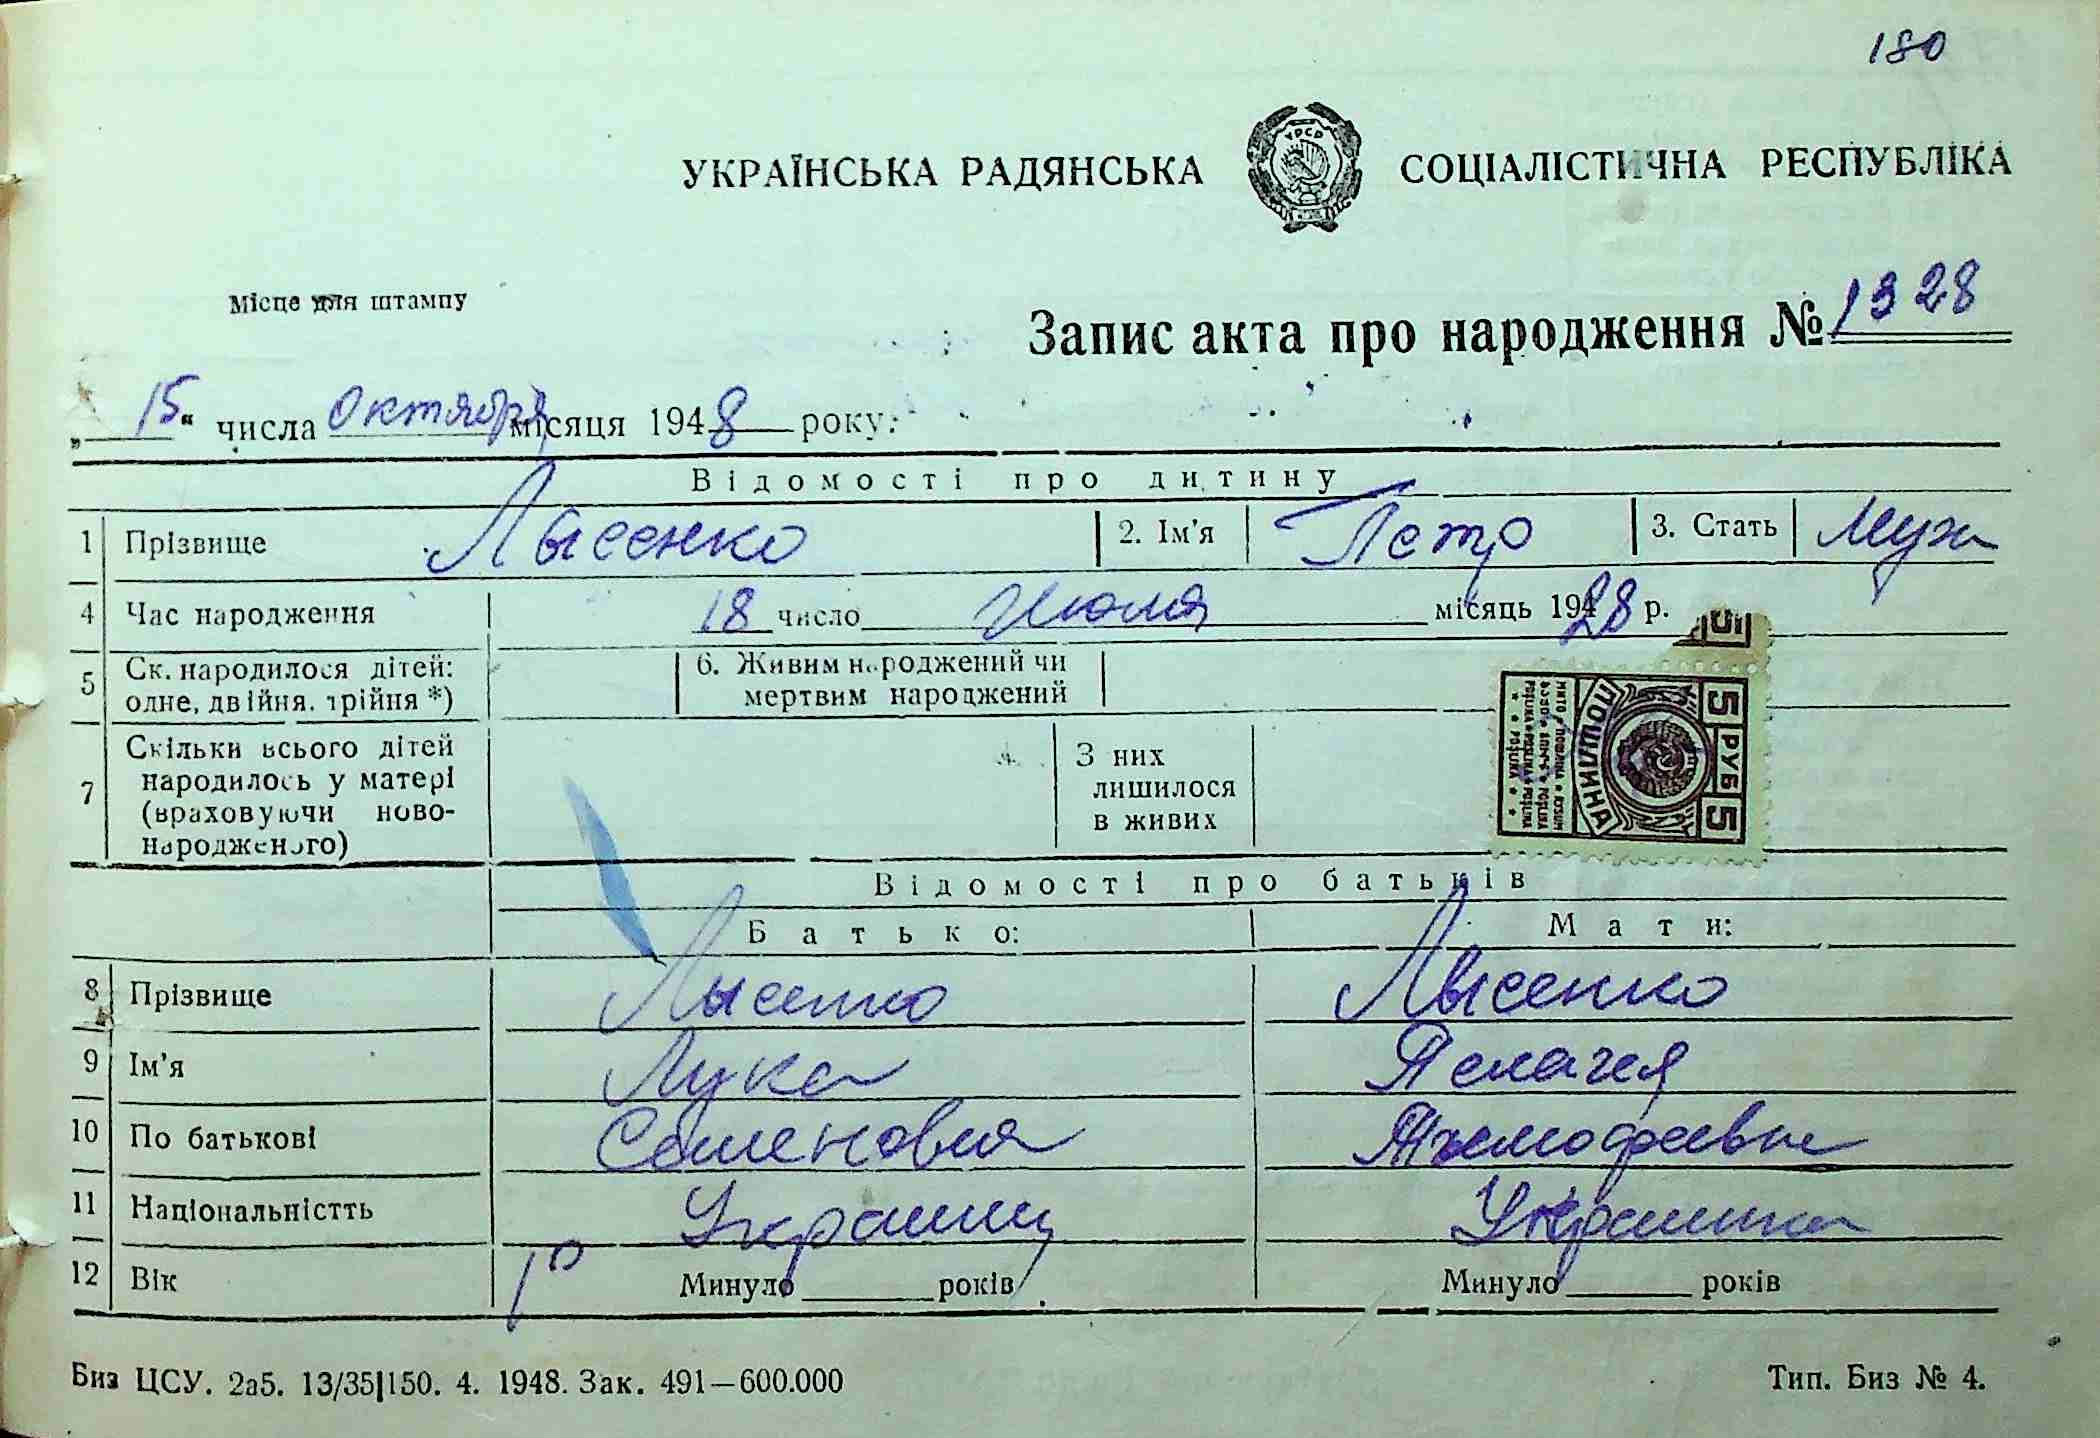 180
УКРАЇНСЬКА РАДЯНСЬКА СОЦІАЛІСТИЧНА РЕСПУБЛІКА
УРСР
Місце для штампу
Запис акта про народження № 1328
„ 15 “ числа Октября місяця 1948 року:
Відомості про дитину
1 Прізвище Лысенко 2. Ім'я Петр 3. Стать Муж
4 Час народження 18 число Июля місяць 1928 р.
5 Ск. народилося дітей: одне, двійня, трійня *) 6. Живим народжений чи мертвим народжений
7 Скільки всього дітей народилось у матері (враховуючи новонародженого) З них лишилося в живих
5 РУБ 5
ПОШЛИНА
Відомості про батьків
Батько: Мати:
8 Прізвище Лысенко Лысенко
9 Ім'я Лука Пелагея
10 По батькові Семеновия Тимофеевне
11 Національністть Украинец Украинка
12 Вік Минуло років Минуло років
Биз ЦСУ. 2а5. 13/35|150. 4. 1948. Зак. 491—600.000 Тип. Биз № 4.